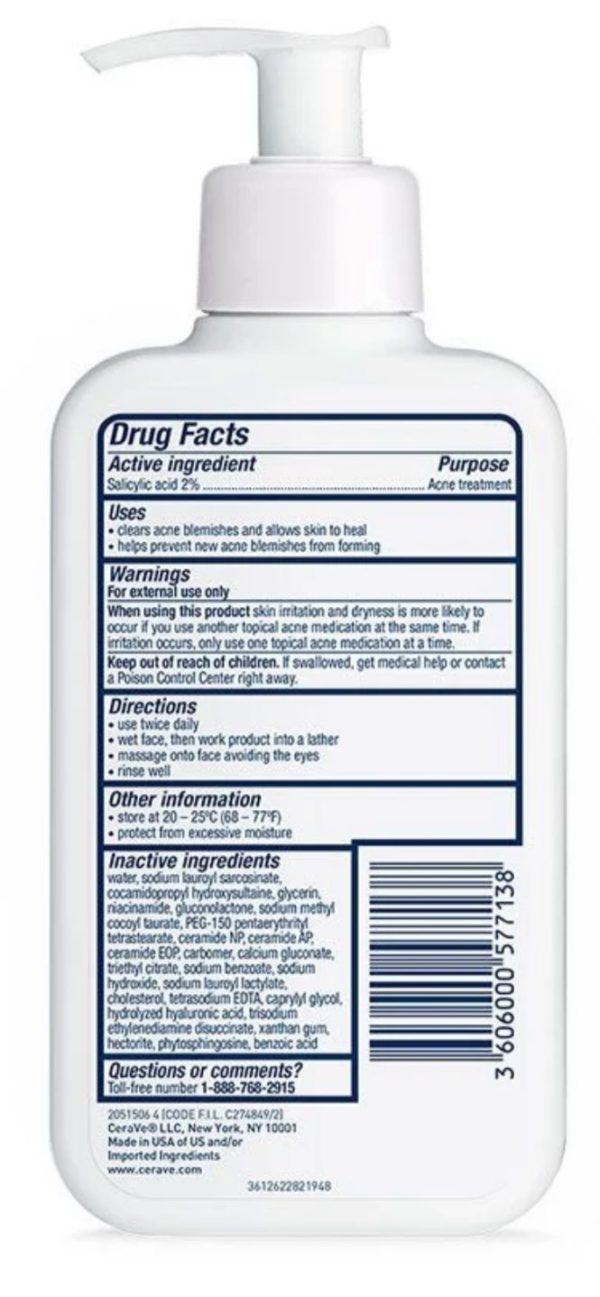 Drug Facts
Active ingredient Purpose
Salicylic acid 2% ........................................ Acne treatment
Uses
• clears acne blemishes and allows skin to heal
• helps prevent new acne blemishes from forming
Warnings
For external use only
When using this product skin irritation and dryness is more likely to
occur if you use another topical acne medication at the same time. If
irritation occurs, only use one topical acne medication at a time.
Keep out of reach of children. If swallowed, get medical help or contact
a Poison Control Center right away.
Directions
• use twice daily
• wet face, then work product into a lather
• massage onto face avoiding the eyes
• rinse well
Other information
• store at 20 – 25°C (68 – 77°F)
• protect from excessive moisture
Inactive ingredients
water, sodium lauroyl sarcosinate,
cocamidopropyl hydroxysultaine, glycerin,
niacinamide, gluconolactone, sodium methyl
cocoyl taurate, PEG-150 pentaerythrityl
tetrastearate, ceramide NP, ceramide AP,
ceramide EOP, carbomer, calcium gluconate,
triethyl citrate, sodium benzoate, sodium
hydroxide, sodium lauroyl lactylate,
cholesterol, tetrasodium EDTA, caprylyl glycol,
hydrolyzed hyaluronic acid, trisodium
ethylenediamine disuccinate, xanthan gum,
hectorite, phytosphingosine, benzoic acid
3 606000 577138
Questions or comments?
Toll-free number 1-888-768-2915
2051506 4 [CODE F.I.L. C274849/2]
CeraVe® LLC, New York, NY 10001
Made in USA of US and/or
Imported Ingredients
www.cerave.com
3612622821948